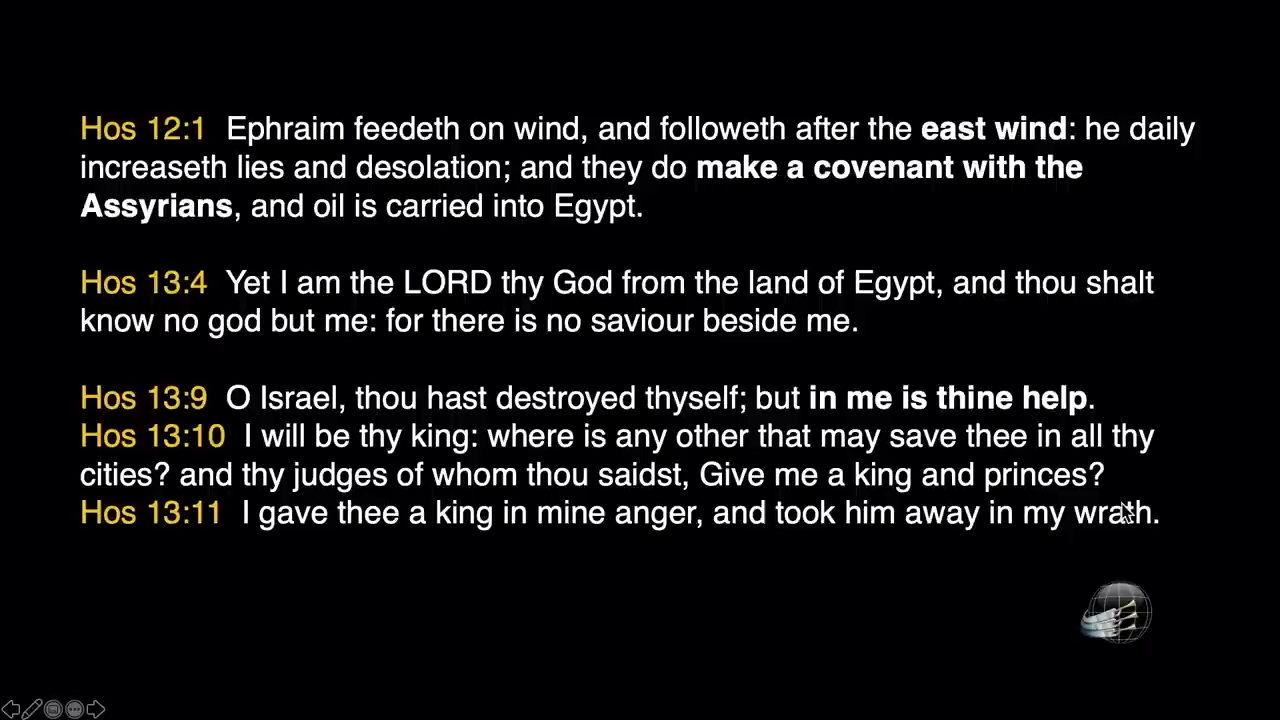 Hos 12:1  Ephraim feedeth on wind, and followeth after the east wind: he daily
increaseth lies and desolation; and they do make a covenant with the
Assyrians, and oil is carried into Egypt.
Hos 13:4  Yet I am the LORD thy God from the land of Egypt, and thou shalt
know no god but me: for there is no saviour beside me.
Hos 13:9  O Israel, thou hast destroyed thyself; but in me is thine help.
Hos 13:10  I will be thy king: where is any other that may save thee in all thy
cities? and thy judges of whom thou saidst, Give me a king and princes?
Hos 13:11  I gave thee a king in mine anger, and took him away in my wrath.